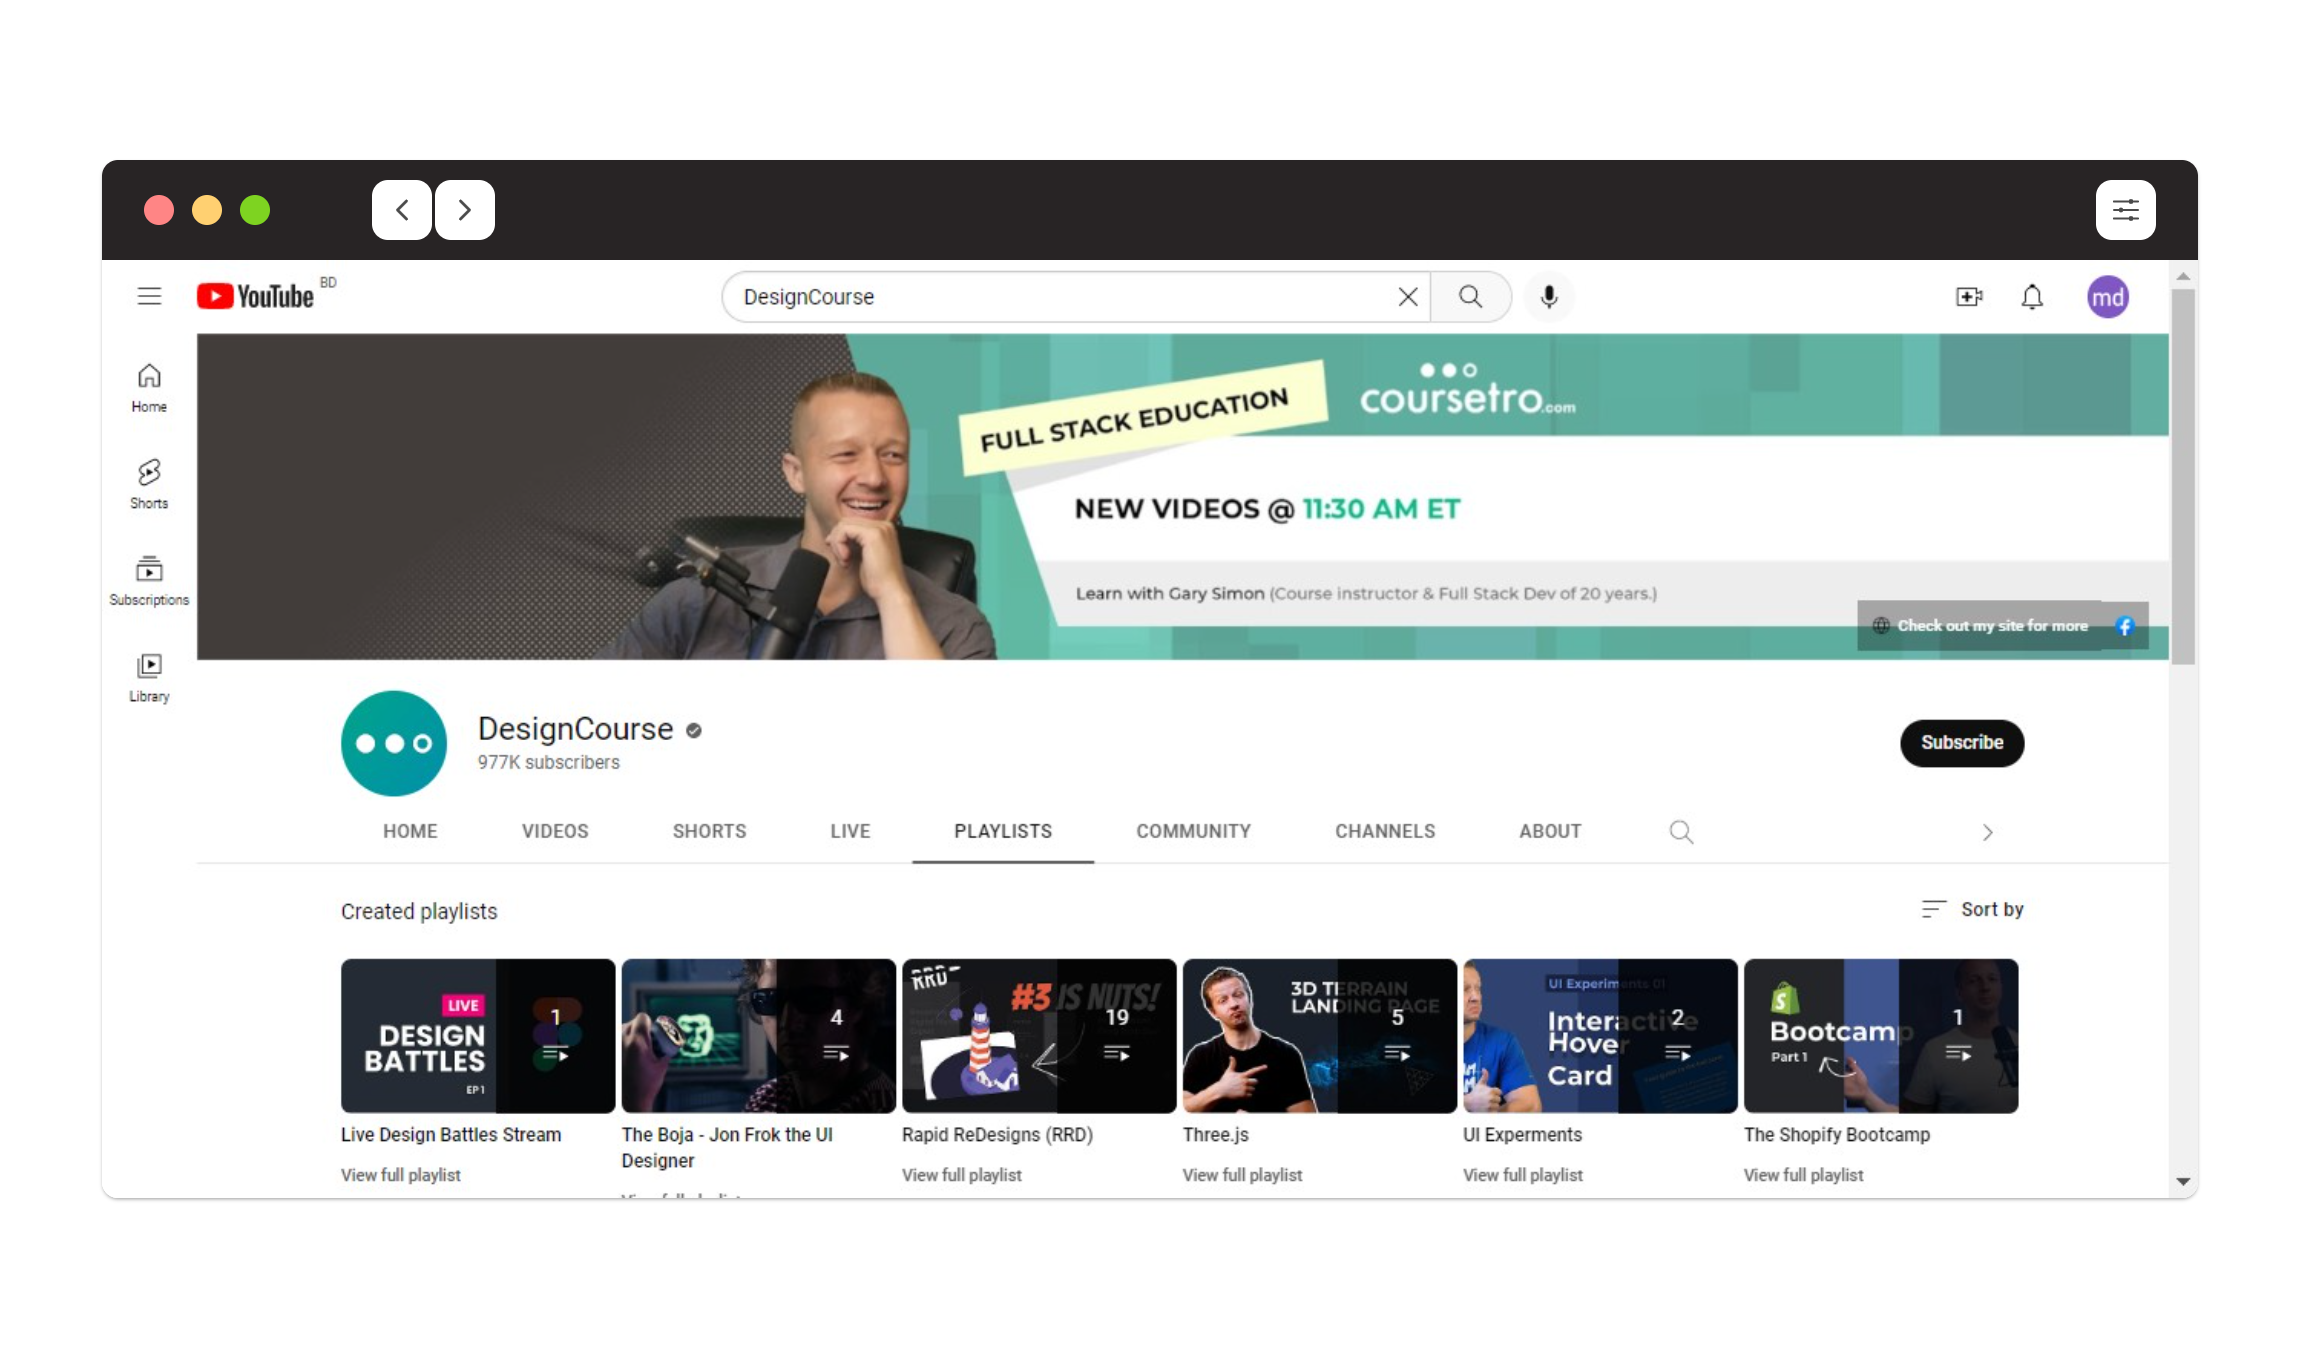 YouTube BD
DesignCourse
md
Home
Shorts
Subscriptions
Library
FULL STACK EDUCATION
coursetro.com
NEW VIDEOS @ 11:30 AM ET
Learn with Gary Simon (Course instructor & Full Stack Dev of 20 years.)
Check out my site for more
DesignCourse
977K subscribers
Subscribe
HOME VIDEOS SHORTS LIVE PLAYLISTS COMMUNITY CHANNELS ABOUT
Created playlists
Sort by
LIVE
DESIGN
BATTLES
EP1
1
4
RRD
#3 IS NUTS!
19
3D TERRAIN
LANDING PAGE
5
UI Experiments 01
Interactive
Hover
Card
2
Bootcamp
Part 1
1
Live Design Battles Stream
View full playlist
The Boja - Jon Frok the UI
Designer
View full playlist
Rapid ReDesigns (RRD)
View full playlist
Three.js
View full playlist
UI Experments
View full playlist
The Shopify Bootcamp
View full playlist